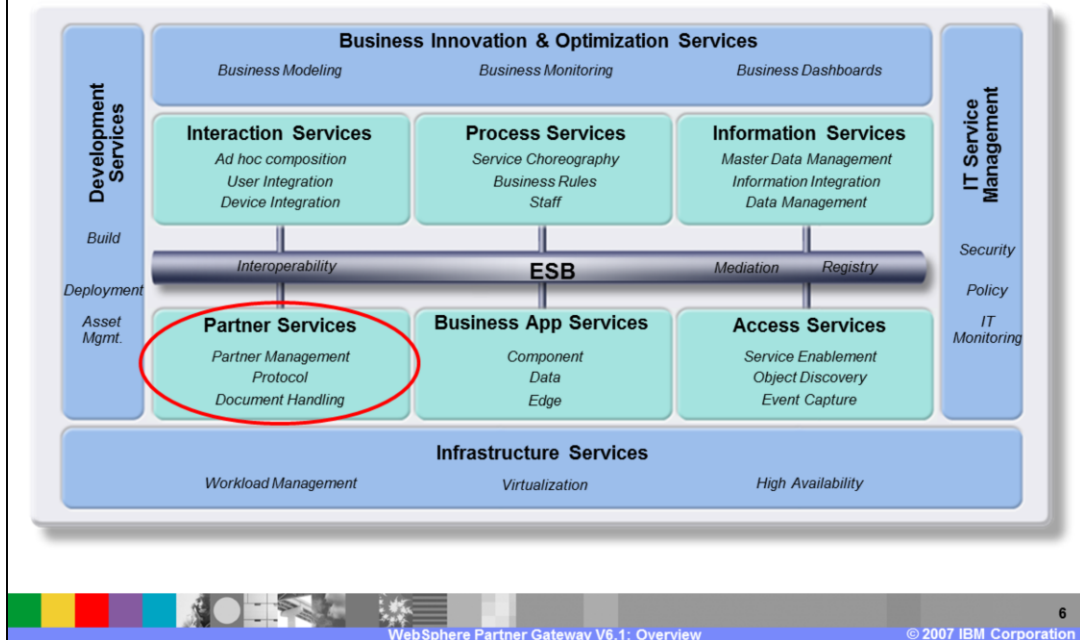 Business Innovation & Optimization Services
Business Modeling
Business Monitoring
Business Dashboards
Development
Services
Build
Deployment
Asset
Mgmt.
Interaction Services
Ad hoc composition
User Integration
Device Integration
Process Services
Service Choreography
Business Rules
Staff
Information Services
Master Data Management
Information Integration
Data Management
IT Service
Management
Security
Policy
IT
Monitoring
Interoperability
ESB
Mediation
Registry
Partner Services
Partner Management
Protocol
Document Handling
Business App Services
Component
Data
Edge
Access Services
Service Enablement
Object Discovery
Event Capture
Infrastructure Services
Workload Management
Virtualization
High Availability
6
WebSphere Partner Gateway V6.1: Overview
© 2007 IBM Corporation